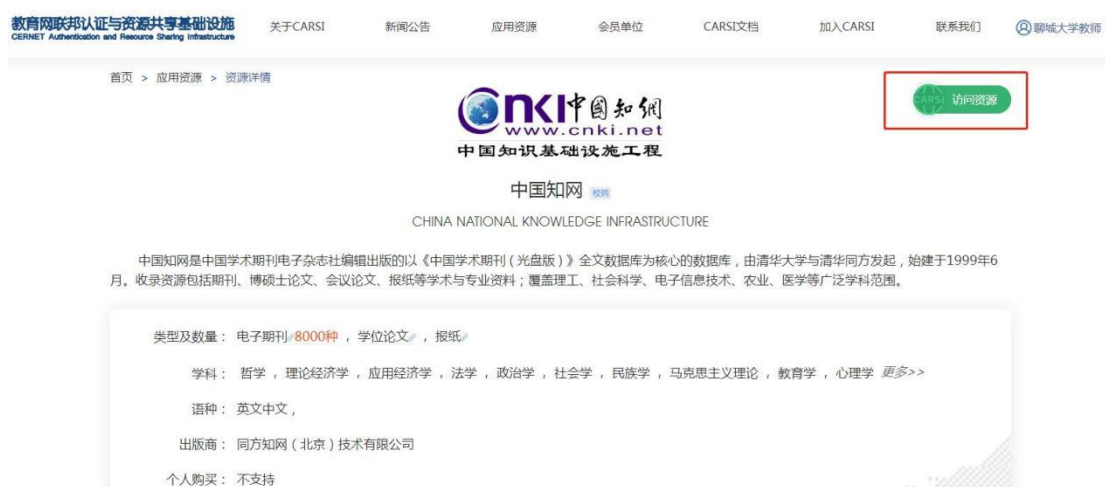 教育网联邦认证与资源共享基础设施
CERNET Authentication and Resource Sharing Infrastructure
关于CARSI
新闻公告
应用资源
会员单位
CARSI文档
加入CARSI
联系我们
聊城大学教师
首页 > 应用资源 > 资源详情
CARSI 访问资源
cnki中国知网
www.cnki.net
中国知识基础设施工程
中国知网
CHINA NATIONAL KNOWLEDGE INFRASTRUCTURE
中国知网是中国学术期刊电子杂志社编辑出版的以《中国学术期刊(光盘版)》全文数据库为核心的数据库，由清华大学与清华同方发起，始建于1999年6
月。收录资源包括期刊、博硕士论文、会议论文、报纸等学术与专业资料；覆盖理工、社会科学、电子信息技术、农业、医学等广泛学科范围。
类型及数量： 电子期刊 8000种 ， 学位论文 ， 报纸
学科： 哲学 ， 理论经济学 ， 应用经济学 ， 法学 ， 政治学 ， 社会学 ， 民族学 ， 马克思主义理论 ， 教育学 ， 心理学 更多>>
语种： 英文中文 ，
出版商： 同方知网（北京）技术有限公司
个人购买： 不支持